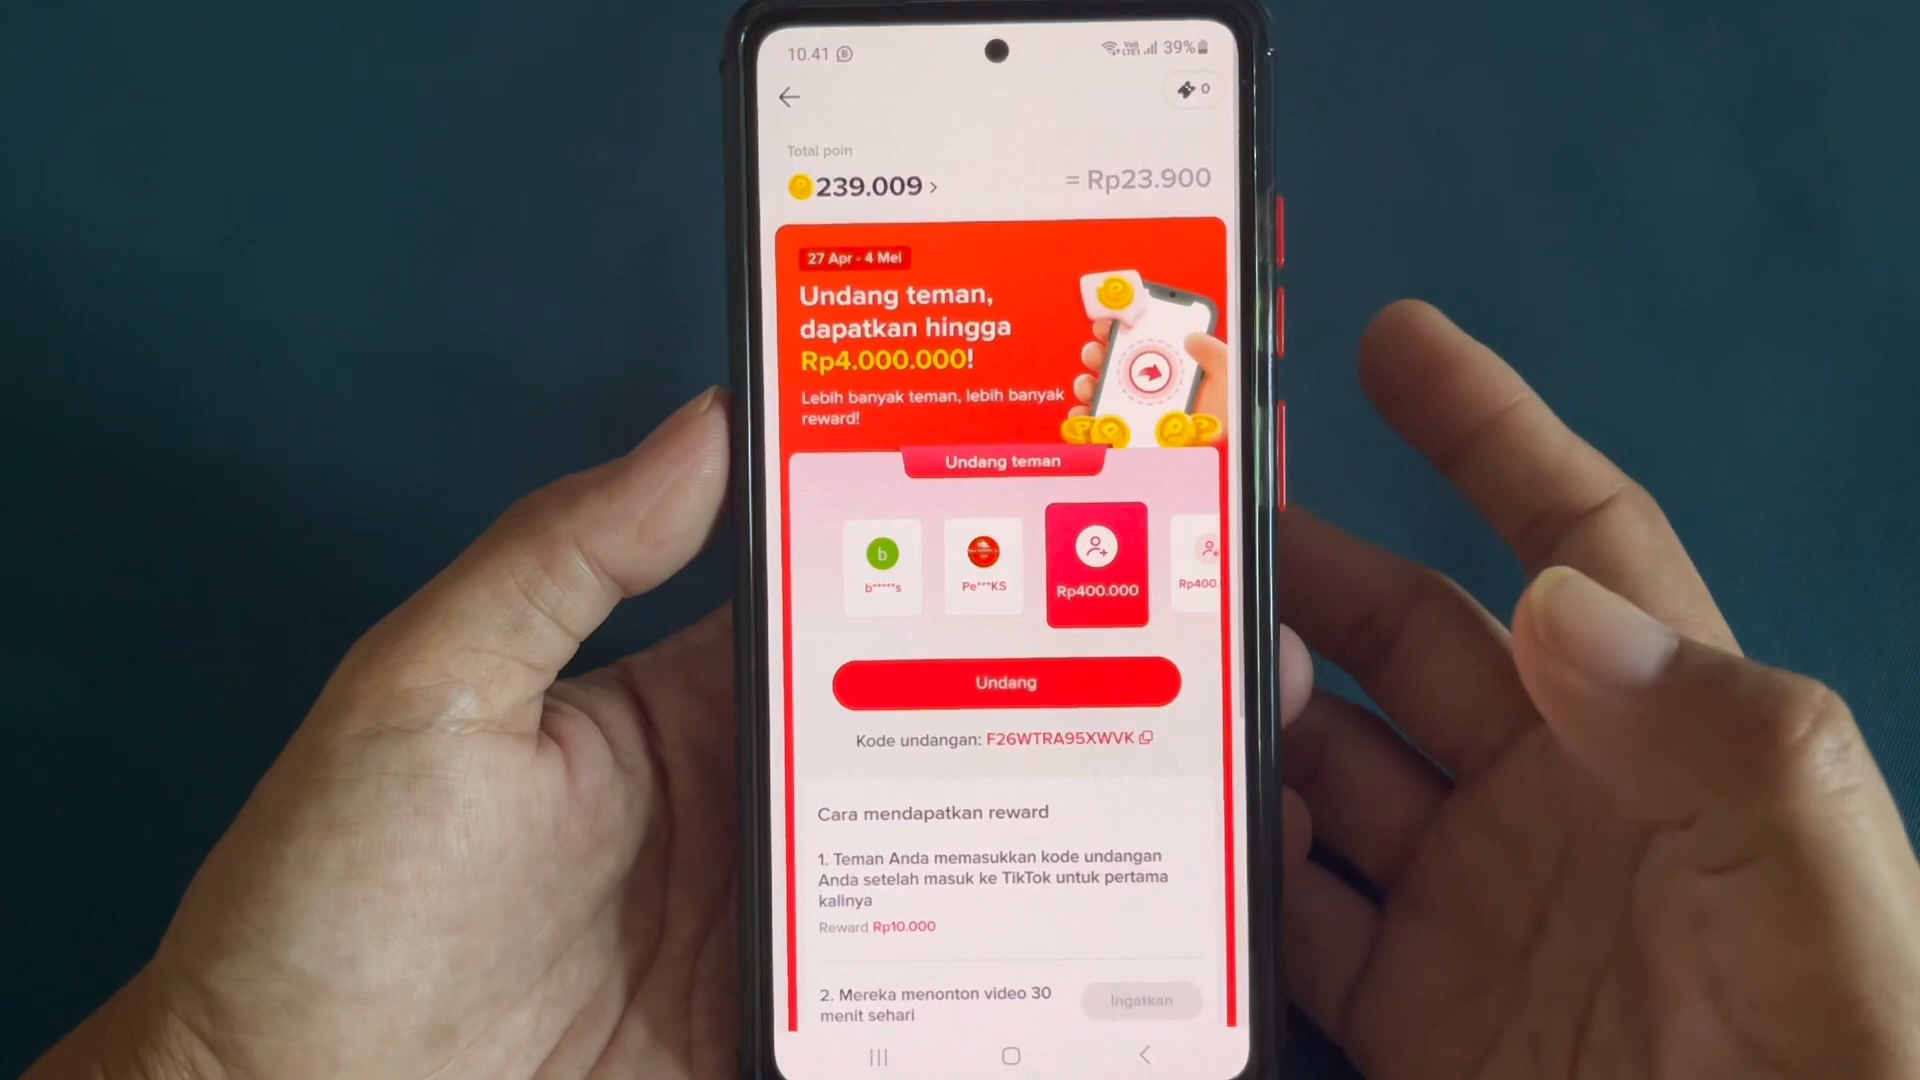 10.41
Vo))
LTE1
39%
0
Total poin
239.009 >
= Rp23.900
27 Apr - 4 Mei
Undang teman,
dapatkan hingga
Rp4.000.000!
Lebih banyak teman, lebih banyak
reward!
Undang teman
b
b*****s
Pe***KS
Rp400.000
Rp400.
Undang
Kode undangan: F26WTRA95XWVK
Cara mendapatkan reward
1. Teman Anda memasukkan kode undangan
Anda setelah masuk ke TikTok untuk pertama
kalinya
Reward Rp10.000
2. Mereka menonton video 30
menit sehari
Ingatkan